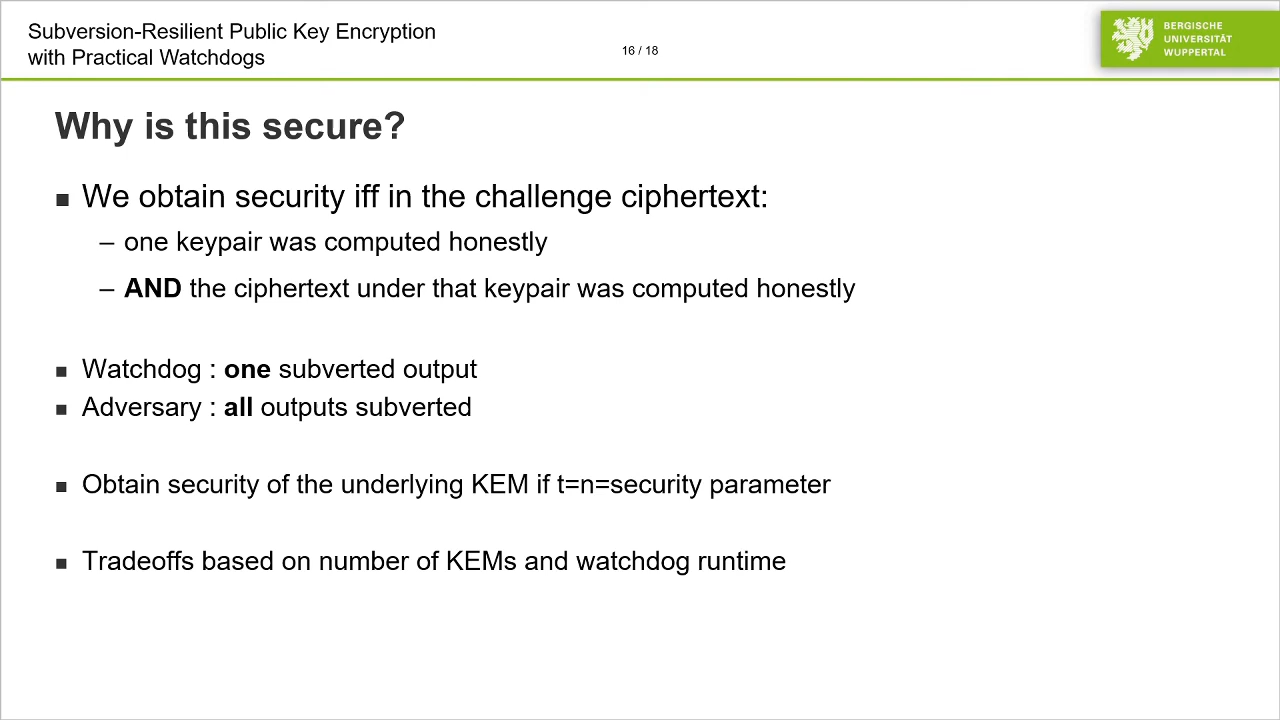 Subversion-Resilient Public Key Encryption
with Practical Watchdogs
16 / 18
BERGISCHE
UNIVERSITÄT
WUPPERTAL
Why is this secure?
■ We obtain security iff in the challenge ciphertext:
– one keypair was computed honestly
– AND the ciphertext under that keypair was computed honestly
■ Watchdog : one subverted output
■ Adversary : all outputs subverted
■ Obtain security of the underlying KEM if t=n=security parameter
■ Tradeoffs based on number of KEMs and watchdog runtime